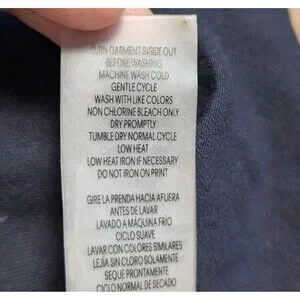 TURN GARMENT INSIDE OUT
BEFORE WASHING
MACHINE WASH COLD
GENTLE CYCLE
WASH WITH LIKE COLORS
NON CHLORINE BLEACH ONLY
DRY PROMPTLY
TUMBLE DRY NORMAL CYCLE
LOW HEAT
LOW HEAT IRON IF NECESSARY
DO NOT IRON ON PRINT
GIRE LA PRENDA HACIA AFUERA
ANTES DE LAVAR
LAVADO A MAQUINA FRIO
CICLO SUAVE
LAVAR CON COLORES SIMILARES
LEJÍA SIN CLORO SOLAMENTE
SEQUE PRONTAMENTE
CICLO NORMAL DE SECADO